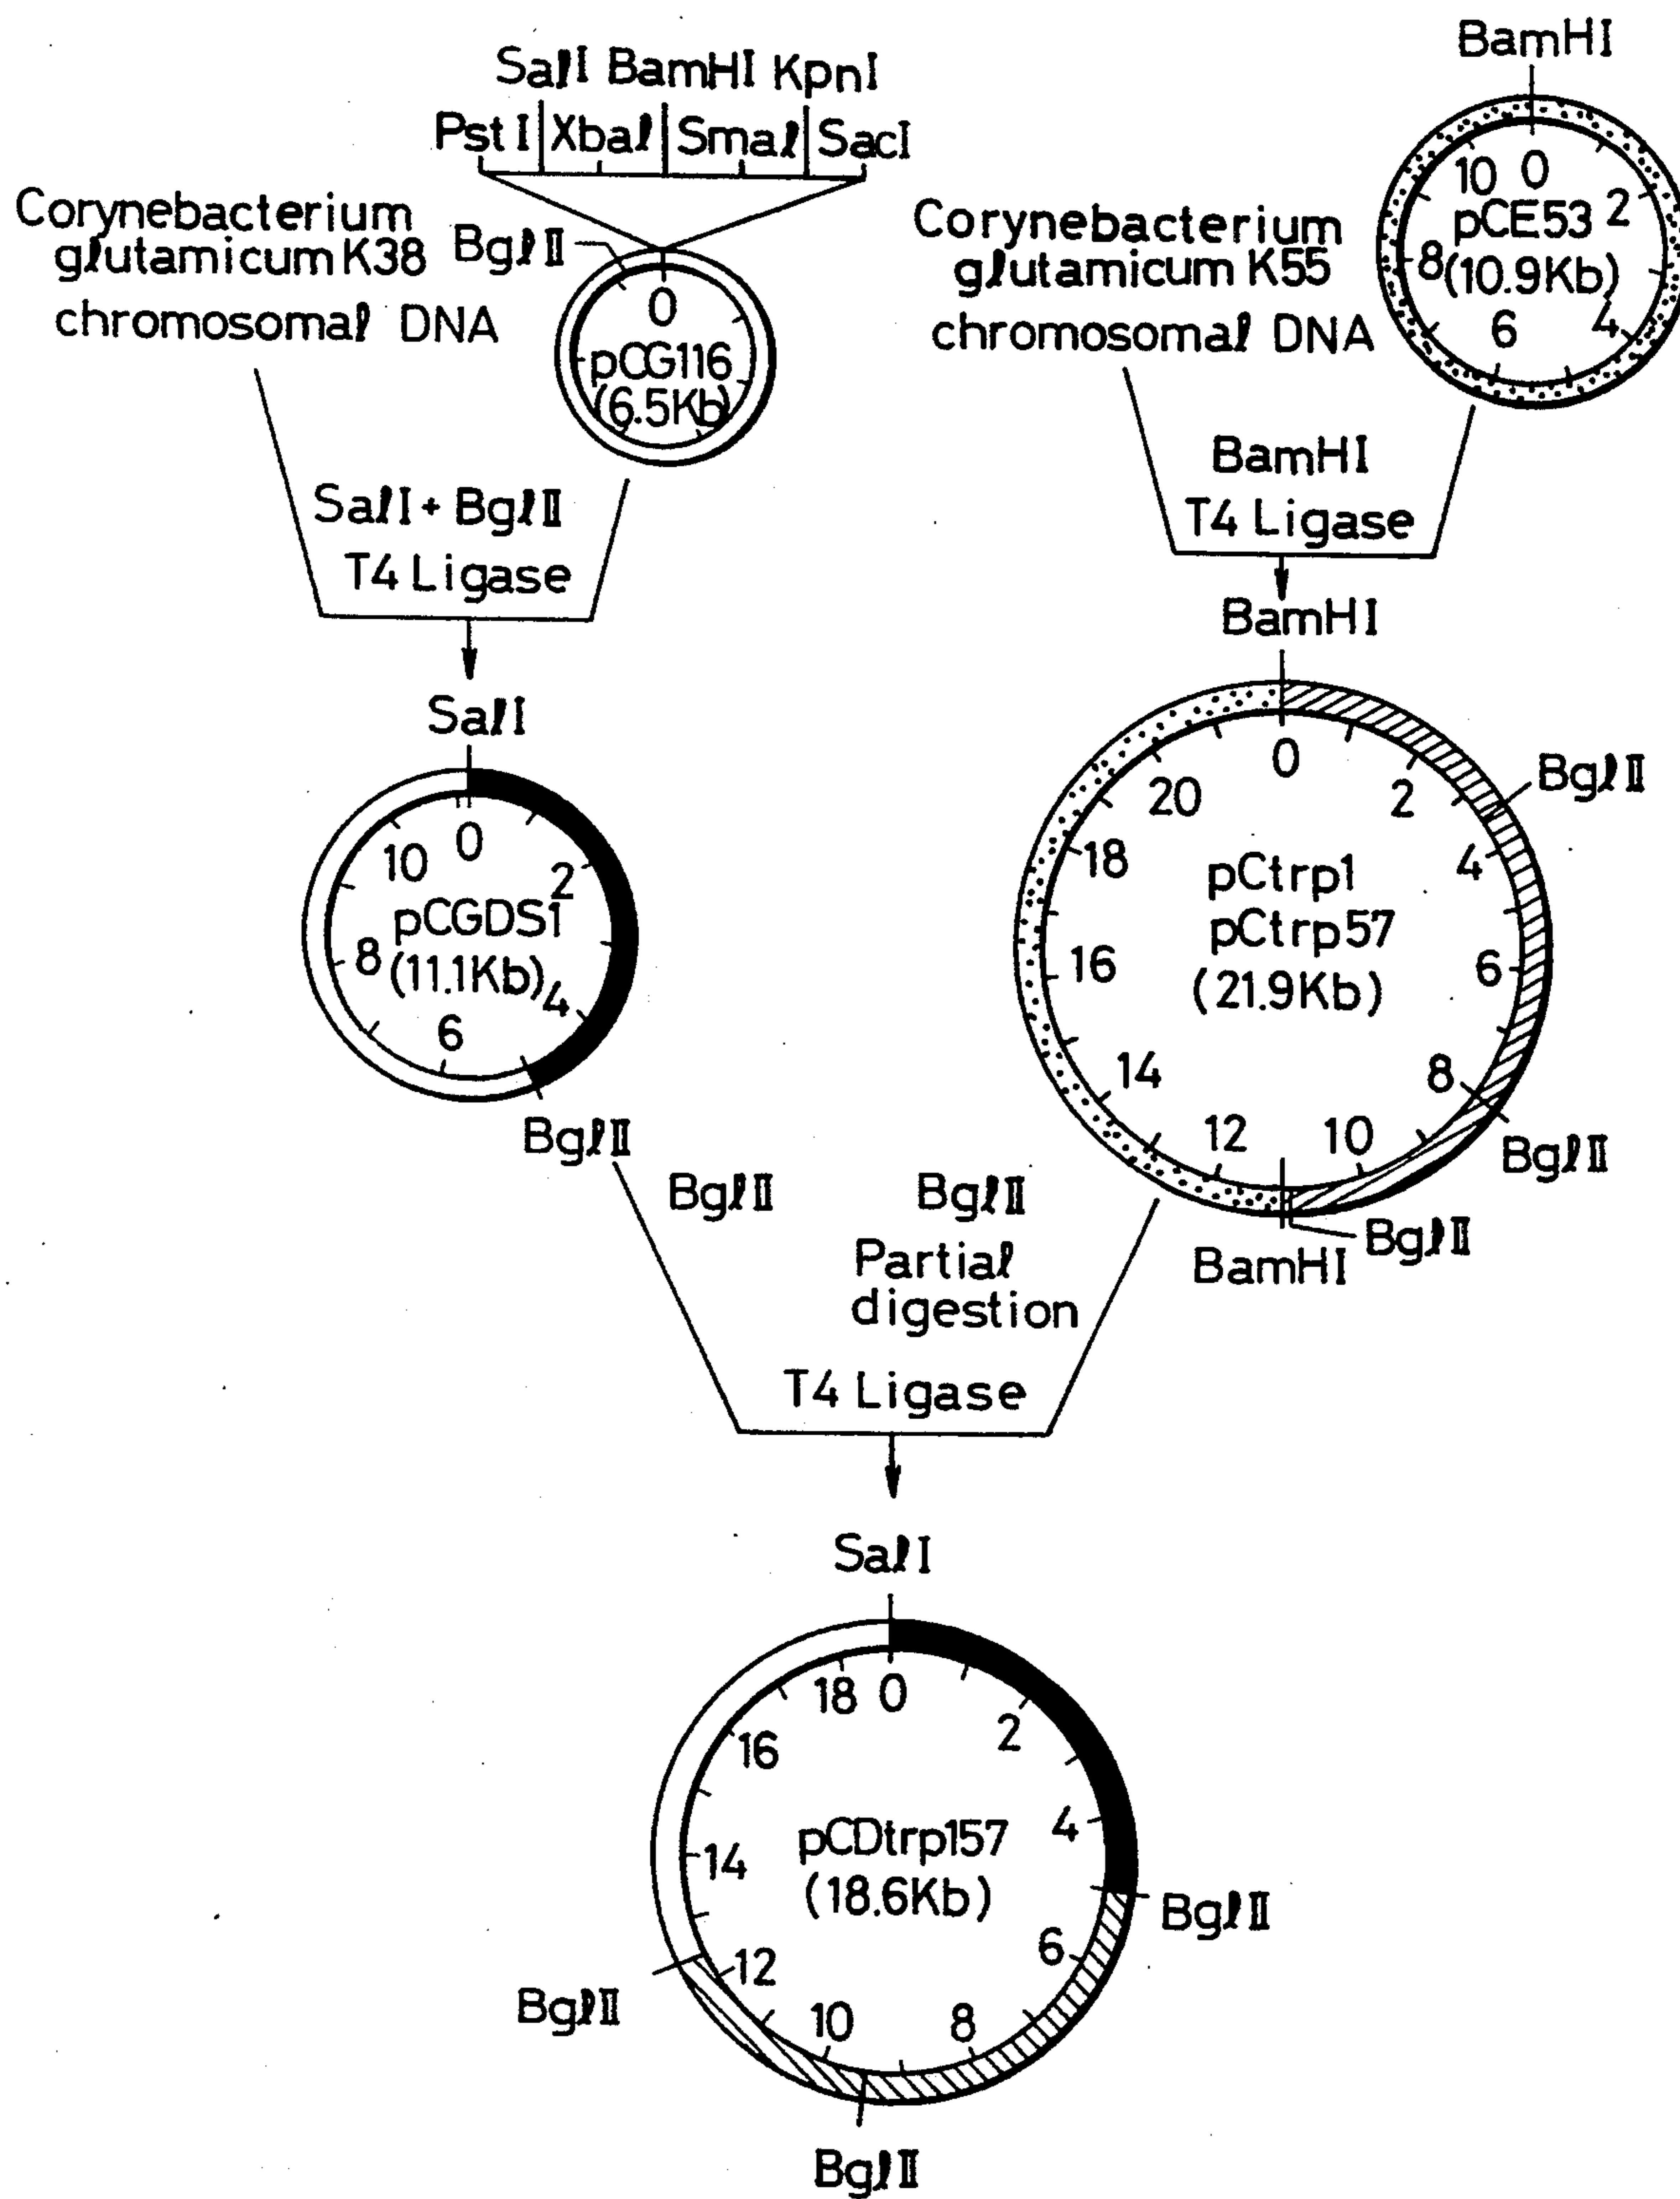 SalI BamHI KpnI
PstI XbaI SmaI SacI
Corynebacterium
glutamicum K38
chromosomal DNA
BglII
0
pCG116
(6.5Kb)
SalI + BglII
T4 Ligase
BamHI
Corynebacterium
glutamicum K55
chromosomal DNA
10 0
pCE53 2
8 (10.9Kb)
6 4
BamHI
T4 Ligase
SalI
10 0
2
pCGDS1
8 (11.1Kb) 4
6
BglII
BamHI
0
20 2
BglII
18 4
pCtrp1
pCtrp57
16 6
(21.9Kb)
14 8
12 10
BglII
BglII
BamHI
BglII
BglII
Partial
digestion
T4 Ligase
SalI
18 0
16 2
4
pCDtrp157
14
(18.6Kb)
BglII
6
12
10 8
BglII
BglII